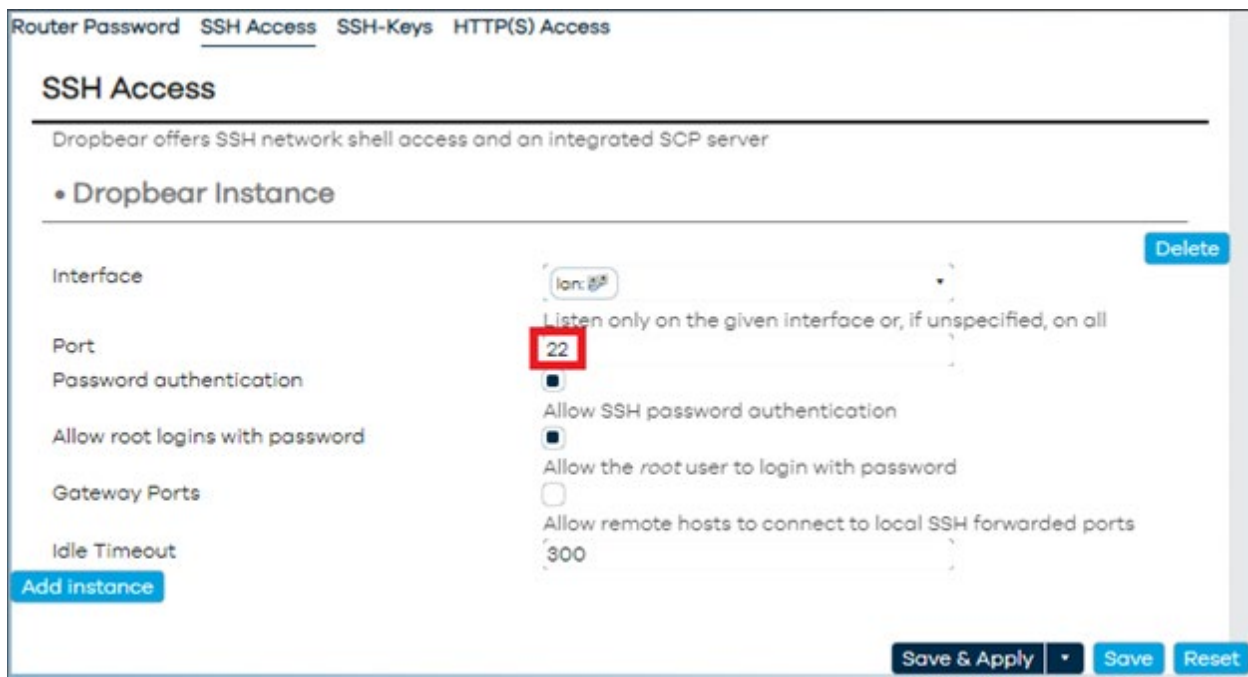 Router Password SSH Access SSH-Keys HTTP(S) Access
SSH Access
Dropbear offers SSH network shell access and an integrated SCP server
• Dropbear Instance
Delete
Interface
lan:
Listen only on the given interface or, if unspecified, on all
Port
22
Password authentication
Allow SSH password authentication
Allow root logins with password
Allow the root user to login with password
Gateway Ports
Allow remote hosts to connect to local SSH forwarded ports
Idle Timeout
300
Add instance
Save & Apply Save Reset